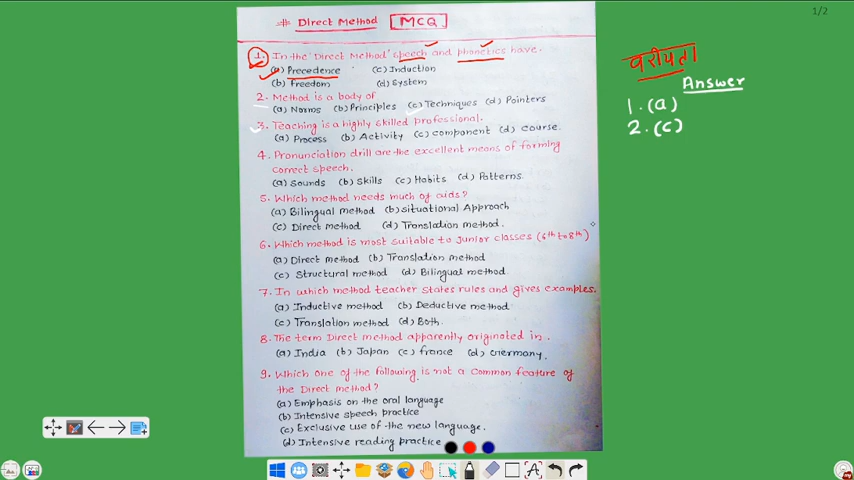 1/2
# Direct Method MCQ
1. In the 'Direct Method' speech and phonetics have.
(a) Precedence (c) Induction
(b) Freedom (d) System
2. Method is a body of
(a) Norms (b) Principles (c) Techniques (d) Pointers
3. Teaching is a highly skilled professional.
(a) Process (b) Activity (c) component (d) course.
4. Pronunciation drill are the excellent means of forming
correct speech.
(a) Sounds (b) Skills (c) Habits (d) Patterns.
5. Which method needs much of aids?
(a) Bilingual method (b) situational Approach
(c) Direct method (d) Translation method.
6. Which method is most suitable to Junior classes (6th to 8th)
(a) Direct method (b) Translation method
(c) Structural method (d) Bilingual method.
7. In which method teacher states rules and gives examples.
(a) Inductive method (b) Deductive method
(c) Translation method (d) Both.
8. The term Direct method apparently originated in.
(a) India (b) Japan (c) france (d) Germany.
9. Which one of the following is not a Common feature of
the Direct method?
(a) Emphasis on the oral language
(b) Intensive speech practice
(c) Exclusive use of the new language.
(d) Intensive reading practice
वरीयता
Answer
1. (a)
2. (c)